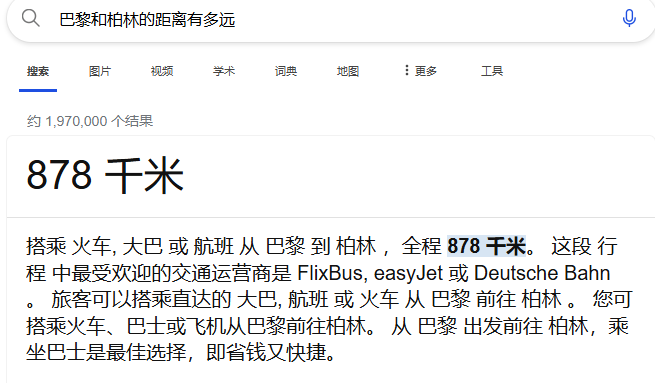 巴黎和柏林的距离有多远
搜索 图片 视频 学术 词典 地图 更多 工具
约 1,970,000 个结果
878 千米
搭乘 火车, 大巴 或 航班 从 巴黎 到 柏林 ，全程 878 千米。 这段 行
程 中最受欢迎的交通运营商是 FlixBus, easyJet 或 Deutsche Bahn
。 旅客可以搭乘直达的 大巴, 航班 或 火车 从 巴黎 前往 柏林 。 您可
搭乘火车、巴士或飞机从巴黎前往柏林。 从 巴黎 出发前往 柏林，乘
坐巴士是最佳选择，即省钱又快捷。